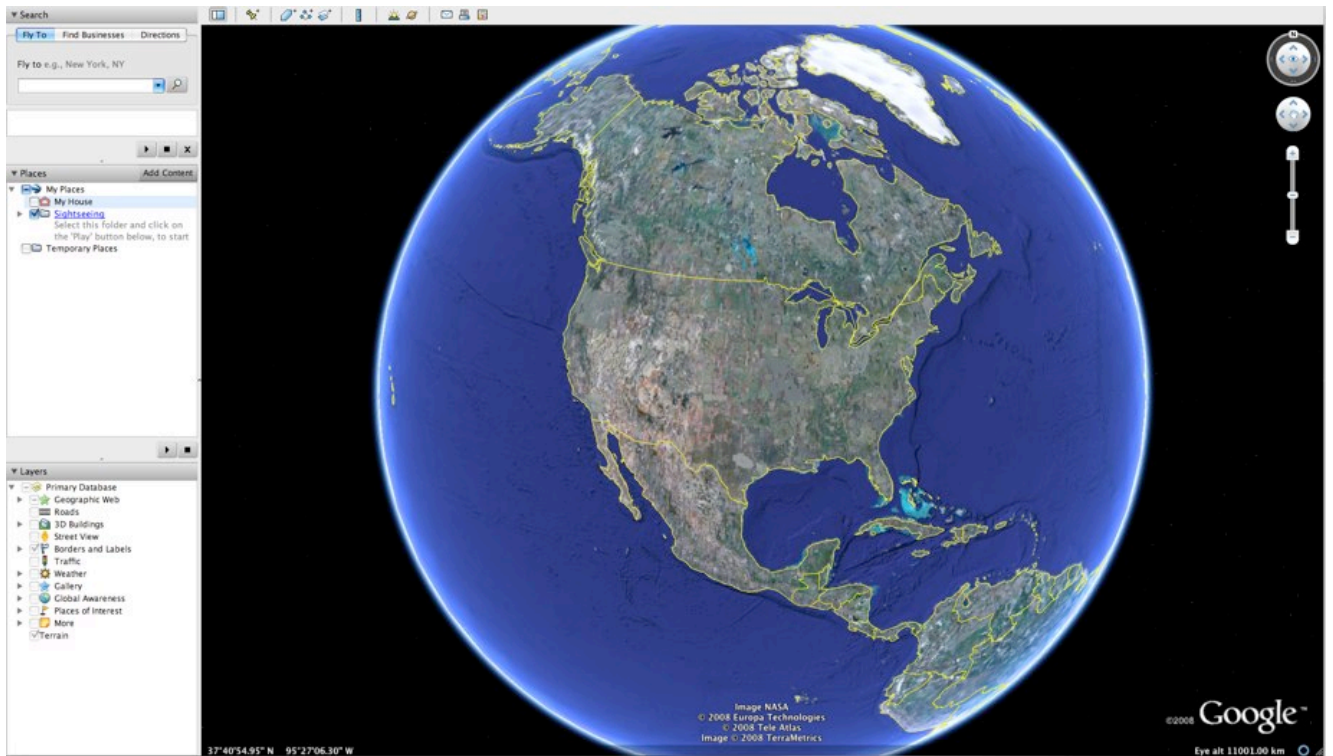 Search
Fly To Find Businesses Directions
Fly to e.g., New York, NY
Places Add Content
My Places
My House
Sightseeing
Select this folder and click on
the 'Play' button below, to start
Temporary Places
Layers
Primary Database
Geographic Web
Roads
3D Buildings
Street View
Borders and Labels
Traffic
Weather
Gallery
Global Awareness
Places of Interest
More
Terrain
N
Image NASA
© 2008 Europa Technologies
© 2008 Tele Atlas
Image © 2008 TerraMetrics
©2008 Google™
37°40'54.95" N 95°27'06.30" W
Eye alt 11001.00 km